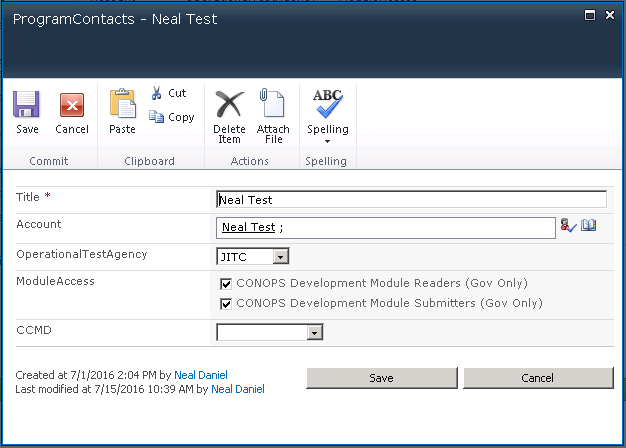 ProgramContacts - Neal Test
Save
Cancel
Paste
Cut
Copy
Delete Item
Attach File
ABC
Spelling
Commit
Clipboard
Actions
Spelling
Title *
Neal Test
Account
Neal Test ;
OperationalTestAgency
JITC
ModuleAccess
CONOPS Development Module Readers (Gov Only)
CONOPS Development Module Submitters (Gov Only)
CCMD
Created at 7/1/2016 2:04 PM by Neal Daniel
Last modified at 7/15/2016 10:39 AM by Neal Daniel
Save
Cancel